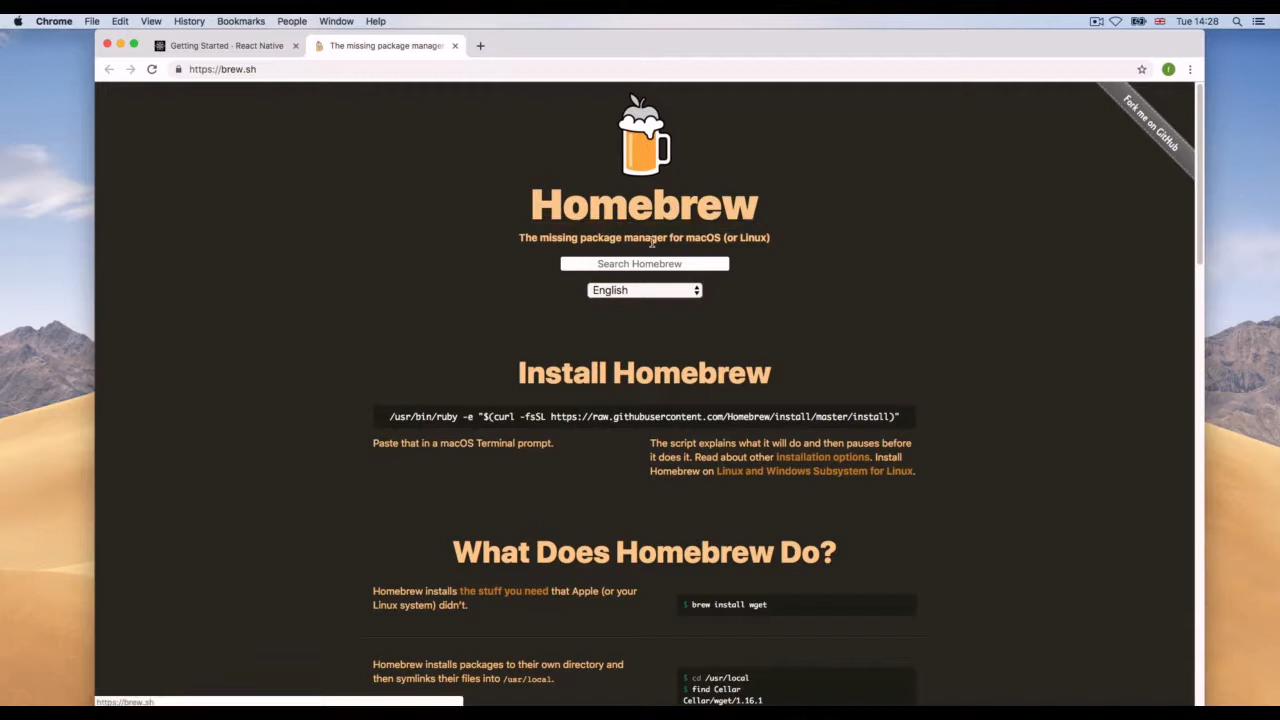 Chrome File Edit View History Bookmarks People Window Help Tue 14:28
Getting Started · React Native The missing package manager
https://brew.sh
Fork me on GitHub
Homebrew
The missing package manager for macOS (or Linux)
Search Homebrew
English
Install Homebrew
/usr/bin/ruby -e "$(curl -fsSL https://raw.githubusercontent.com/Homebrew/install/master/install)"
Paste that in a macOS Terminal prompt.
The script explains what it will do and then pauses before
it does it. Read about other installation options. Install
Homebrew on Linux and Windows Subsystem for Linux.
What Does Homebrew Do?
Homebrew installs the stuff you need that Apple (or your
Linux system) didn't.
$ brew install wget
Homebrew installs packages to their own directory and
then symlinks their files into /usr/local.
$ cd /usr/local
$ find Cellar
Cellar/wget/1.16.1
https://brew.sh